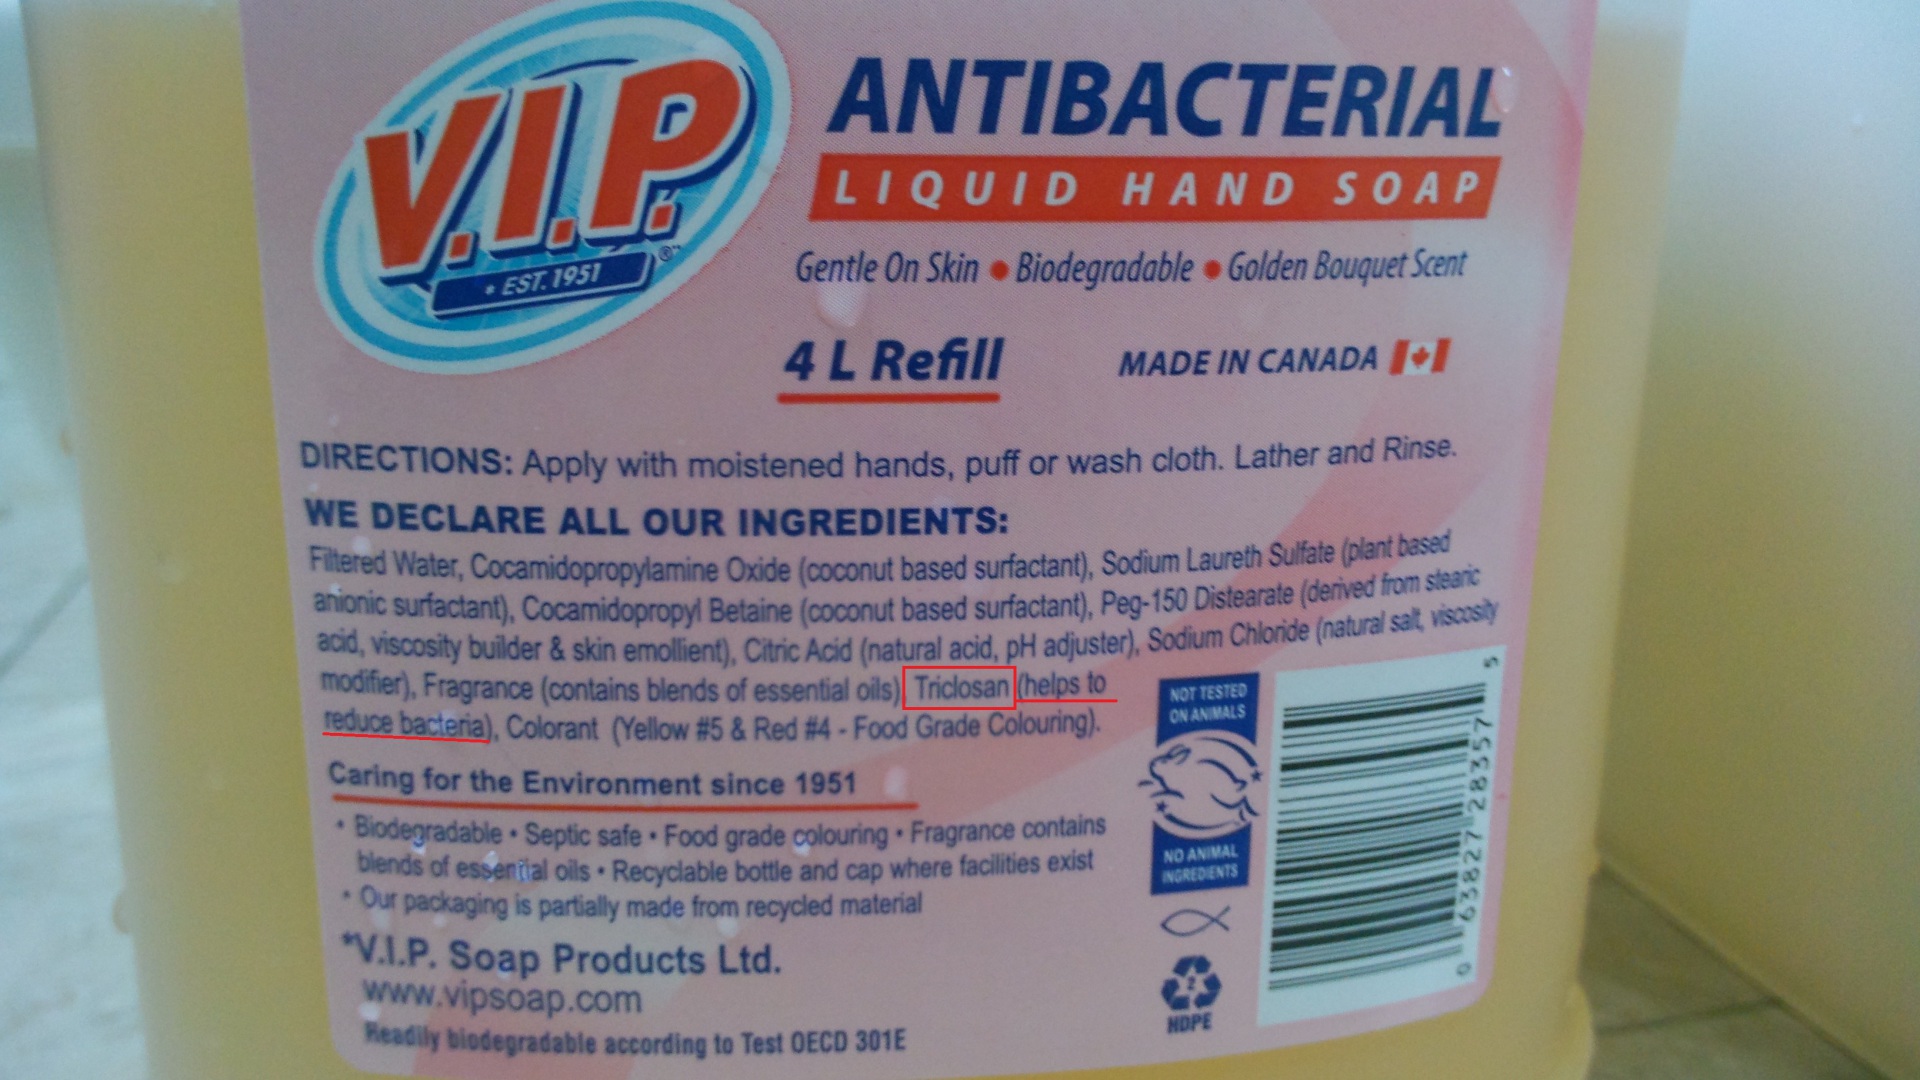 V.I.P.
®*
* EST. 1951
ANTIBACTERIAL
LIQUID HAND SOAP
Gentle On Skin • Biodegradable • Golden Bouquet Scent
4 L Refill
MADE IN CANADA
DIRECTIONS: Apply with moistened hands, puff or wash cloth. Lather and Rinse.
WE DECLARE ALL OUR INGREDIENTS:
Filtered Water, Cocamidopropylamine Oxide (coconut based surfactant), Sodium Laureth Sulfate (plant based
anionic surfactant), Cocamidopropyl Betaine (coconut based surfactant), Peg-150 Distearate (derived from stearic
acid, viscosity builder & skin emollient), Citric Acid (natural acid, pH adjuster), Sodium Chloride (natural salt, viscosity
modifier), Fragrance (contains blends of essential oils), Triclosan (helps to
reduce bacteria), Colorant (Yellow #5 & Red #4 - Food Grade Colouring).
Caring for the Environment since 1951
• Biodegradable • Septic safe • Food grade colouring • Fragrance contains
blends of essential oils • Recyclable bottle and cap where facilities exist
• Our packaging is partially made from recycled material
*V.I.P. Soap Products Ltd.
www.vipsoap.com
Readily biodegradable according to Test OECD 301E
NOT TESTED
ON ANIMALS
NO ANIMAL
INGREDIENTS
2
HDPE
0 63827 28357 5